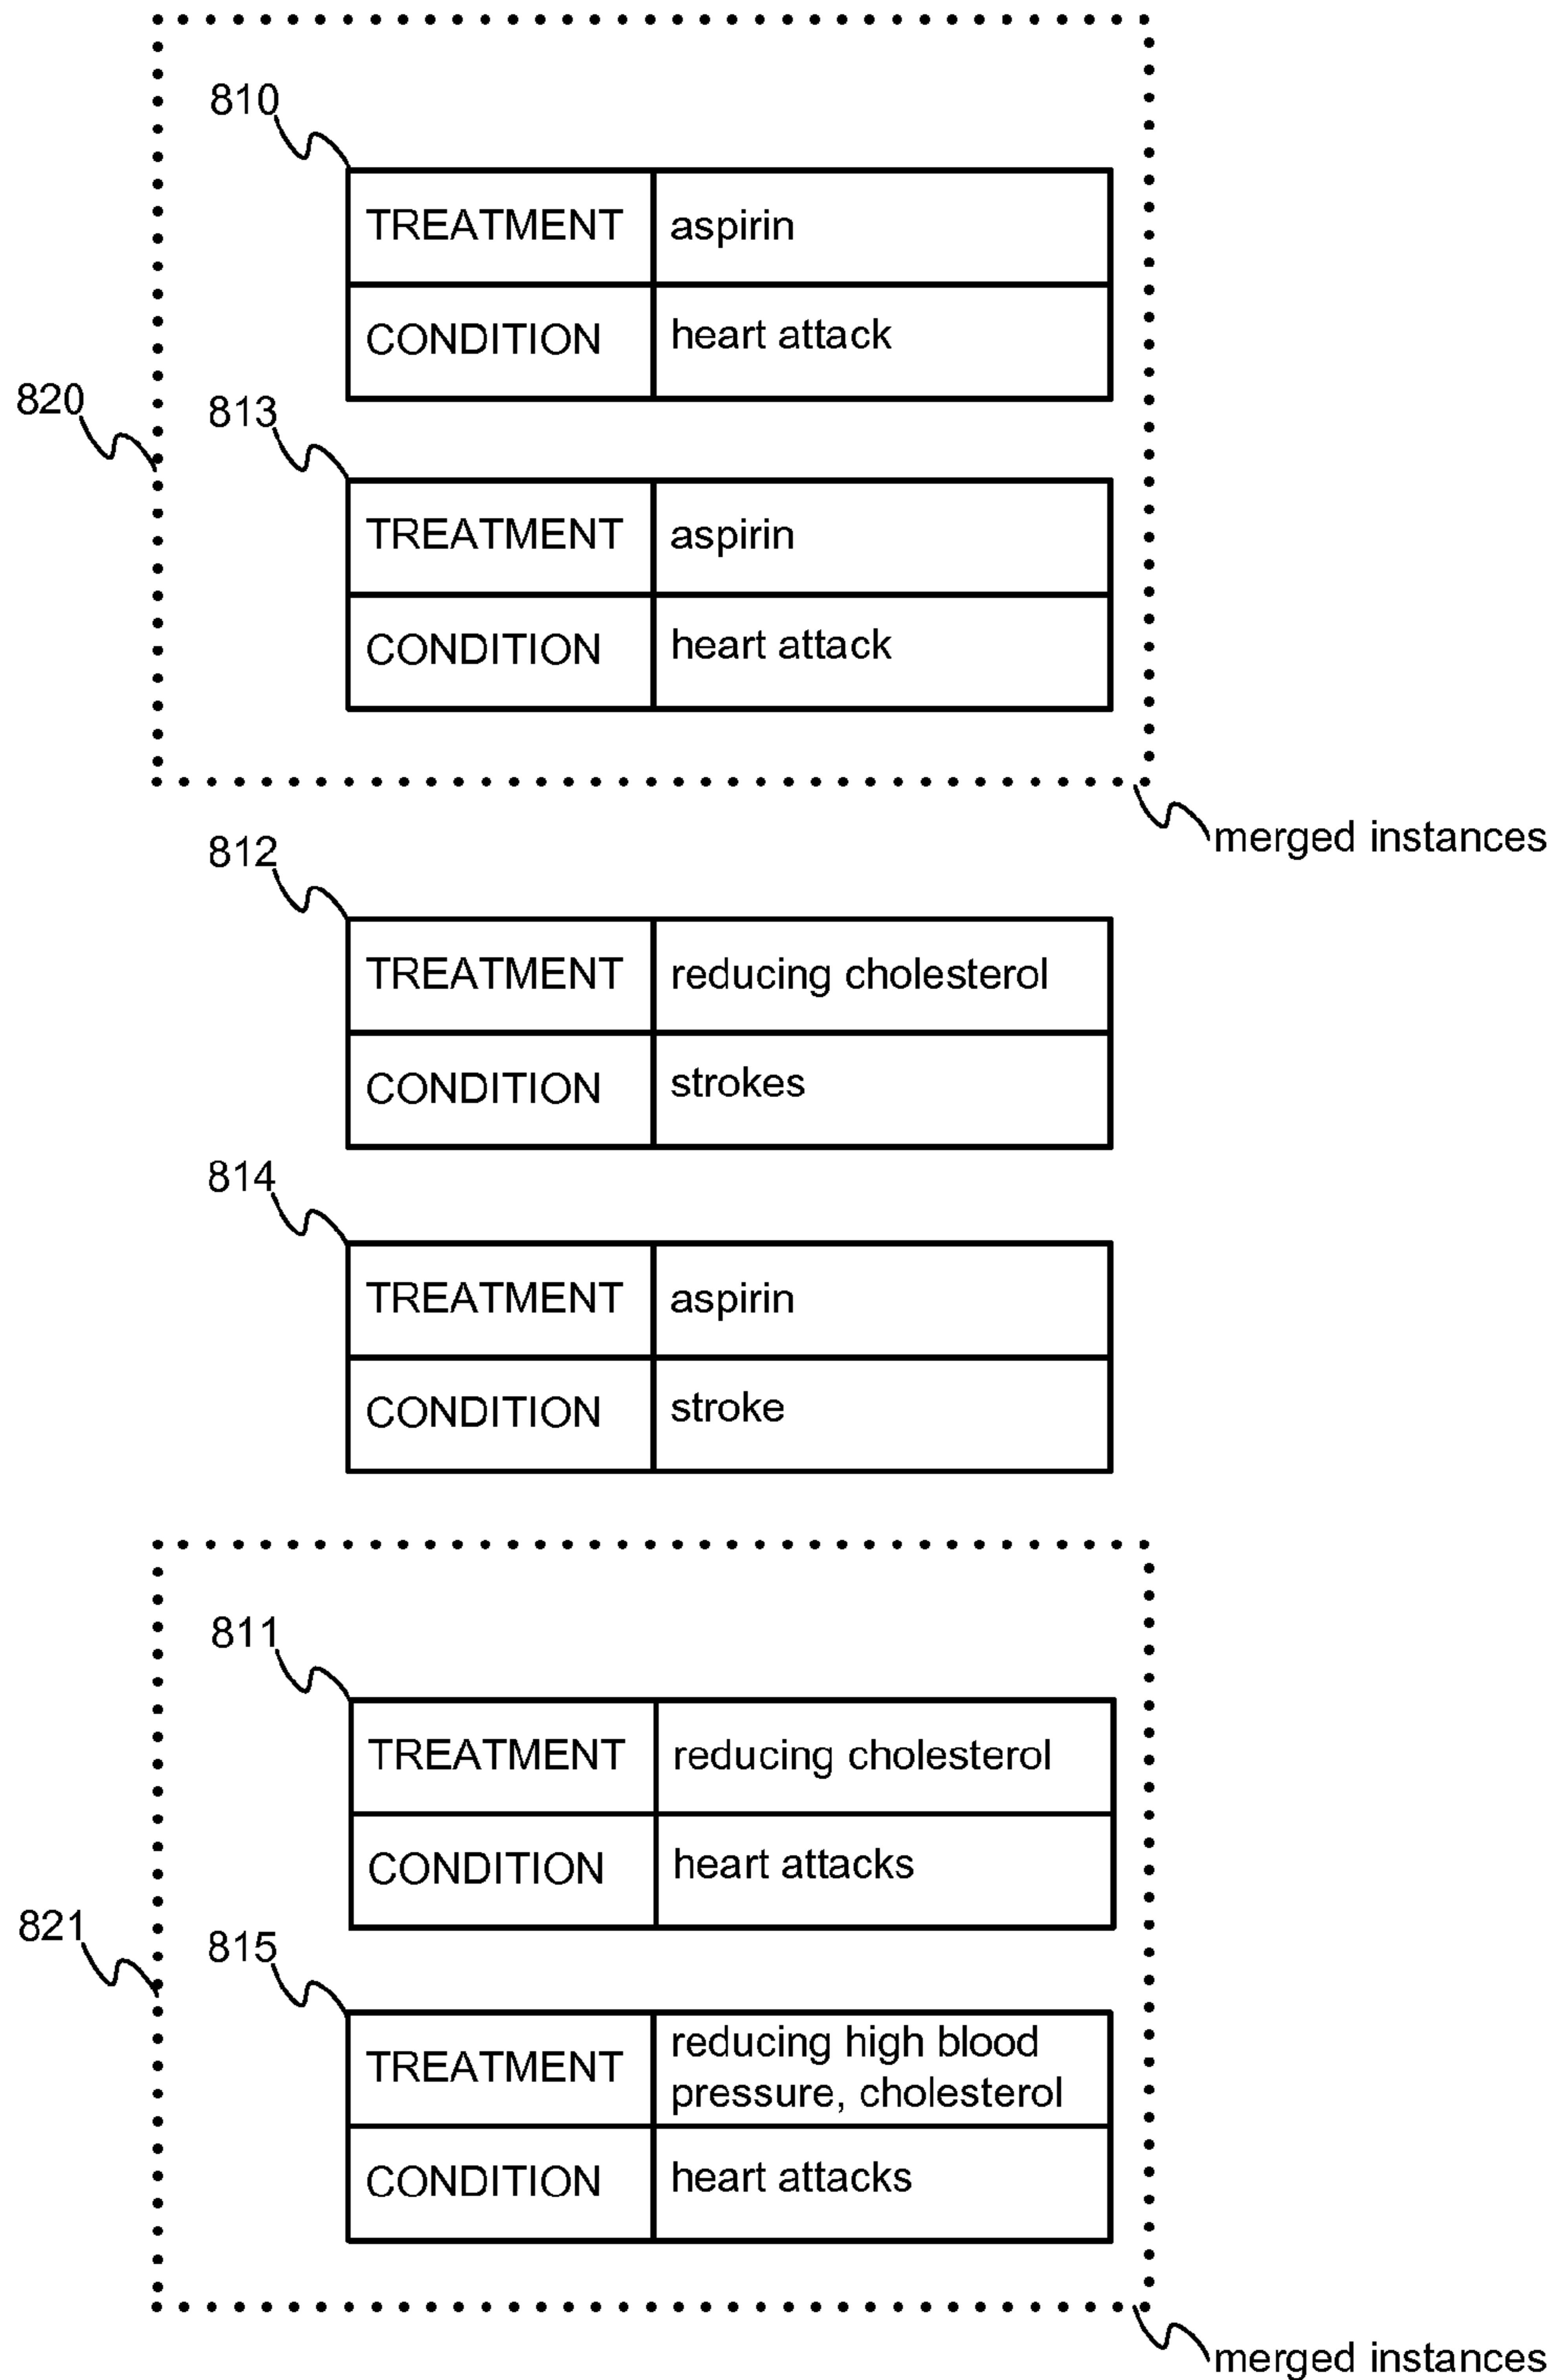 810
TREATMENT aspirin
CONDITION heart attack
820
813
TREATMENT aspirin
CONDITION heart attack
merged instances
812
TREATMENT reducing cholesterol
CONDITION strokes
814
TREATMENT aspirin
CONDITION stroke
811
TREATMENT reducing cholesterol
CONDITION heart attacks
821
815
TREATMENT reducing high blood
pressure, cholesterol
CONDITION heart attacks
merged instances